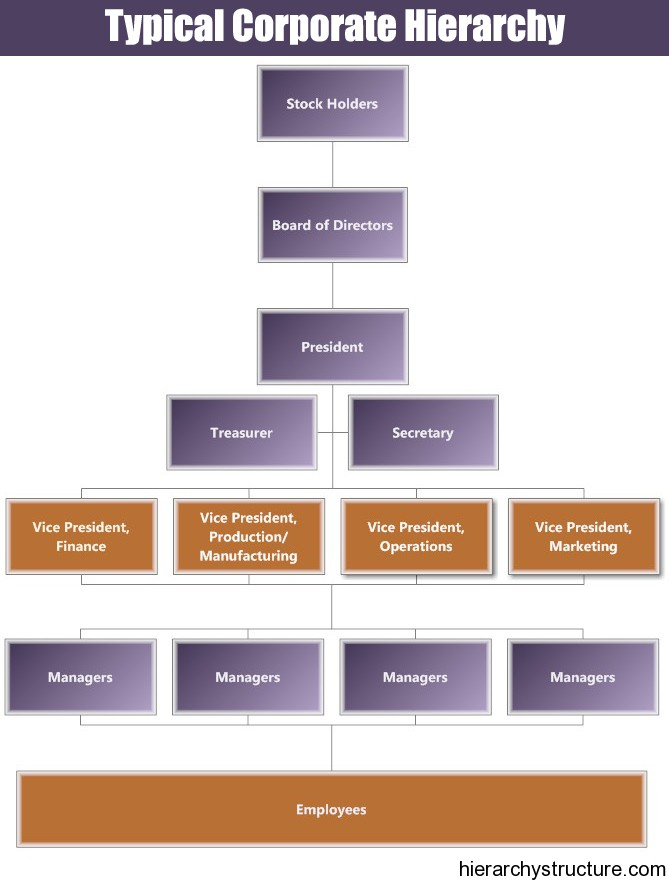 Typical Corporate Hierarchy
Stock Holders
Board of Directors
President
Treasurer
Secretary
Vice President,
Finance
Vice President,
Production/
Manufacturing
Vice President,
Operations
Vice President,
Marketing
Managers
Managers
Managers
Managers
Employees
hierarchystructure.com